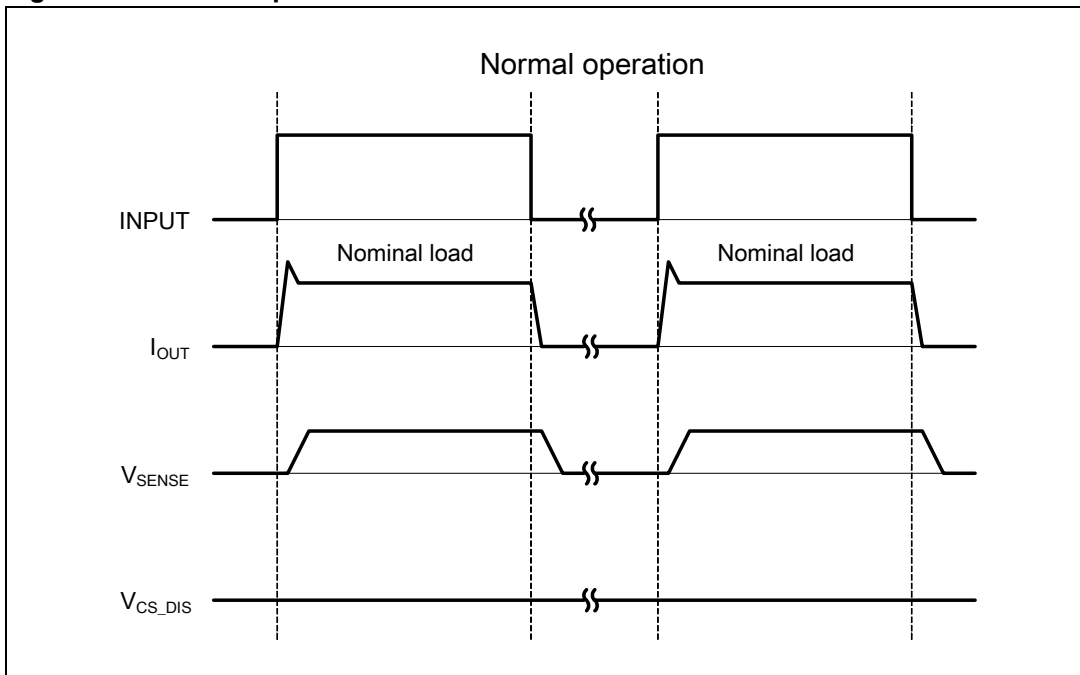 Normal operation
INPUT
Nominal load Nominal load
IOUT
VSENSE
VCS_DIS